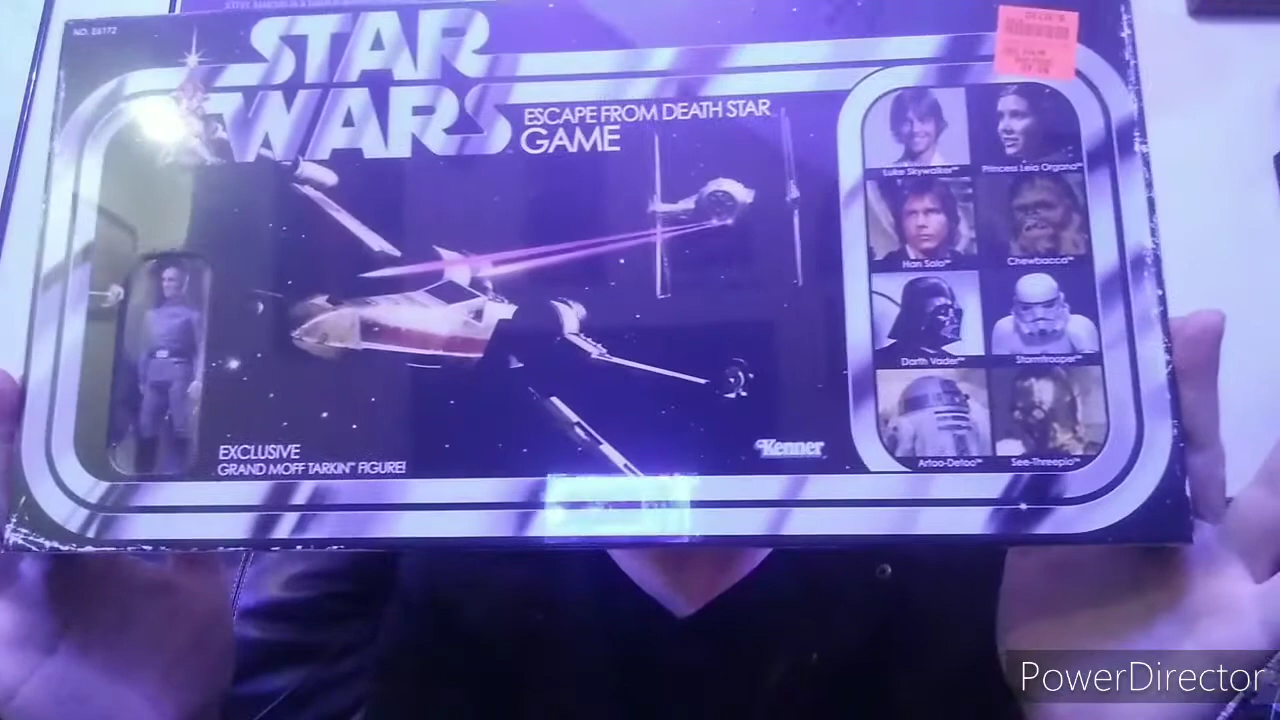 NO. E6172
STAR
WARS
ESCAPE FROM DEATH STAR
GAME
Luke Skywalker™
Princess Leia Organa™
Han Solo™
Chewbacca™
Darth Vader™
Stormtrooper™
Artoo-Detoo™
See-Threepio™
EXCLUSIVE
GRAND MOFF TARKIN™ FIGURE!
Kenner
PowerDirector